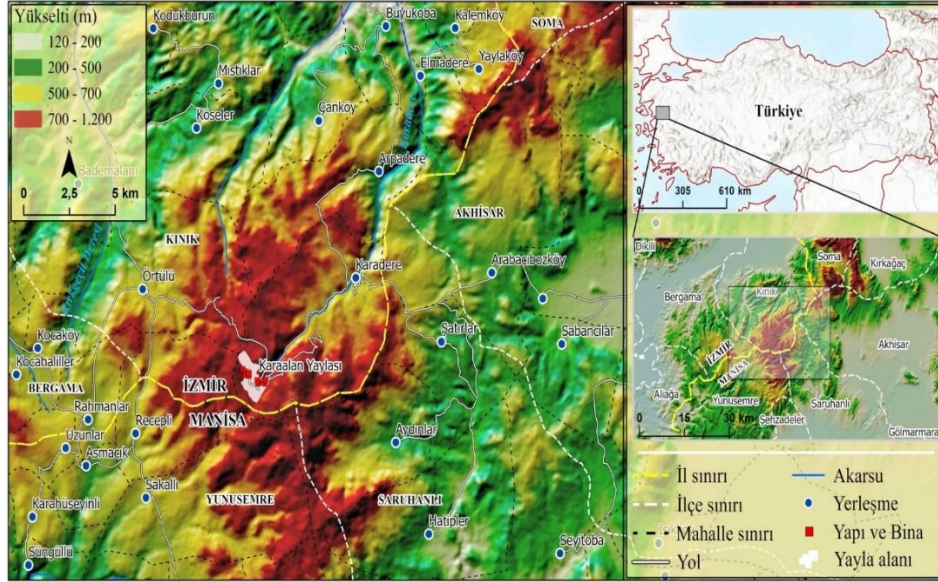 Yükselti (m)
120 - 200
200 - 500
500 - 700
700 - 1.200
N
Bademalanı
0 2,5 5 km
Kodukburun
Büyükoba
Kalemköy
SOMA
Mıstıklar
Elmadere
Yaylaköy
Köseler
Çanköy
Arpadere
KINIK
AKHİSAR
Karadere
Arabacıbozköy
Örtülü
Kocaköy
Satırlar
Sabancılar
Kocahaliller
Karaalan Yaylası
BERGAMA
İZMİR
MANİSA
Rahmanlar
Recepli
Uzunlar
Asmacık
Aydınlar
Sakallı
YUNUSEMRE
SARUHANLI
Karahüseyinli
Hatipler
Seyitoba
Süngüllü
Türkiye
0 305 610 km
Dikili
Soma
Kırkağaç
Bergama
Kınık
Akhisar
İZMİR
MANİSA
Aliağa
Yunusemre
Saruhanlı
Şehzadeler
Gölmarmara
0 15 30 km
İl sınırı
Akarsu
İlçe sınırı
Yerleşme
Mahalle sınırı
Yapı ve Bina
Yol
Yayla alanı